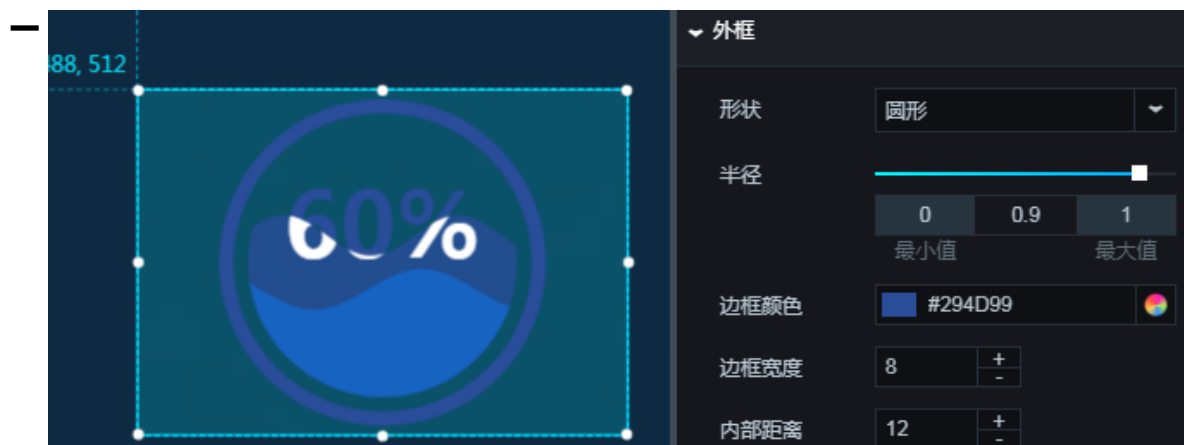 外框
88, 512
形状 圆形
半径
0 0.9 1
最小值 最大值
60%
边框颜色 #294D99
边框宽度 8 + -
内部距离 12 + -